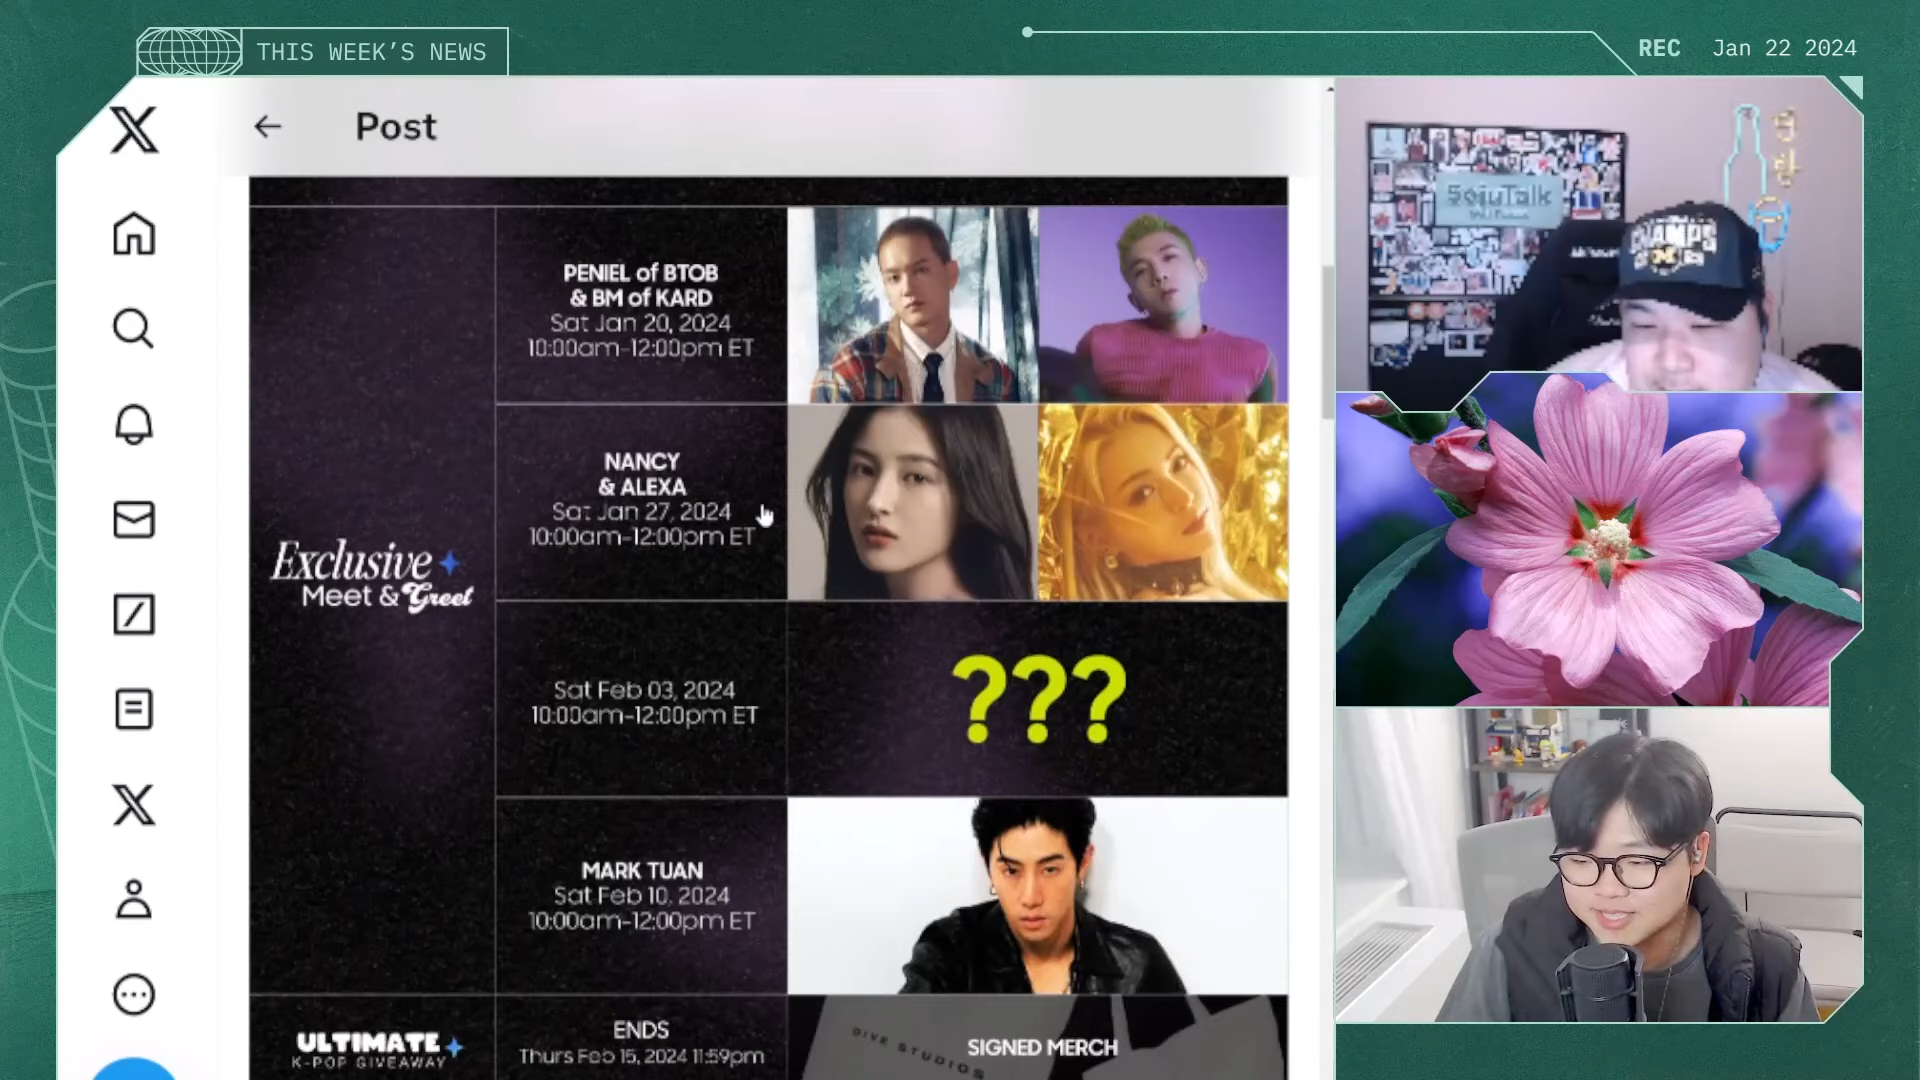 THIS WEEK’S NEWS
REC Jan 22 2024
Post
PENIEL of BTOB
& BM of KARD
Sat Jan 20, 2024
10:00am-12:00pm ET
NANCY
& ALEXA
Sat Jan 27, 2024
10:00am-12:00pm ET
Exclusive
Meet & Greet
Sat Feb 03, 2024
10:00am-12:00pm ET
???
MARK TUAN
Sat Feb 10, 2024
10:00am-12:00pm ET
ULTIMATE
K-POP GIVEAWAY
ENDS
Thurs Feb 15, 2024 11:59pm
DIVE STUDIOS
SIGNED MERCH
SojuTalk
CHAMPS
M